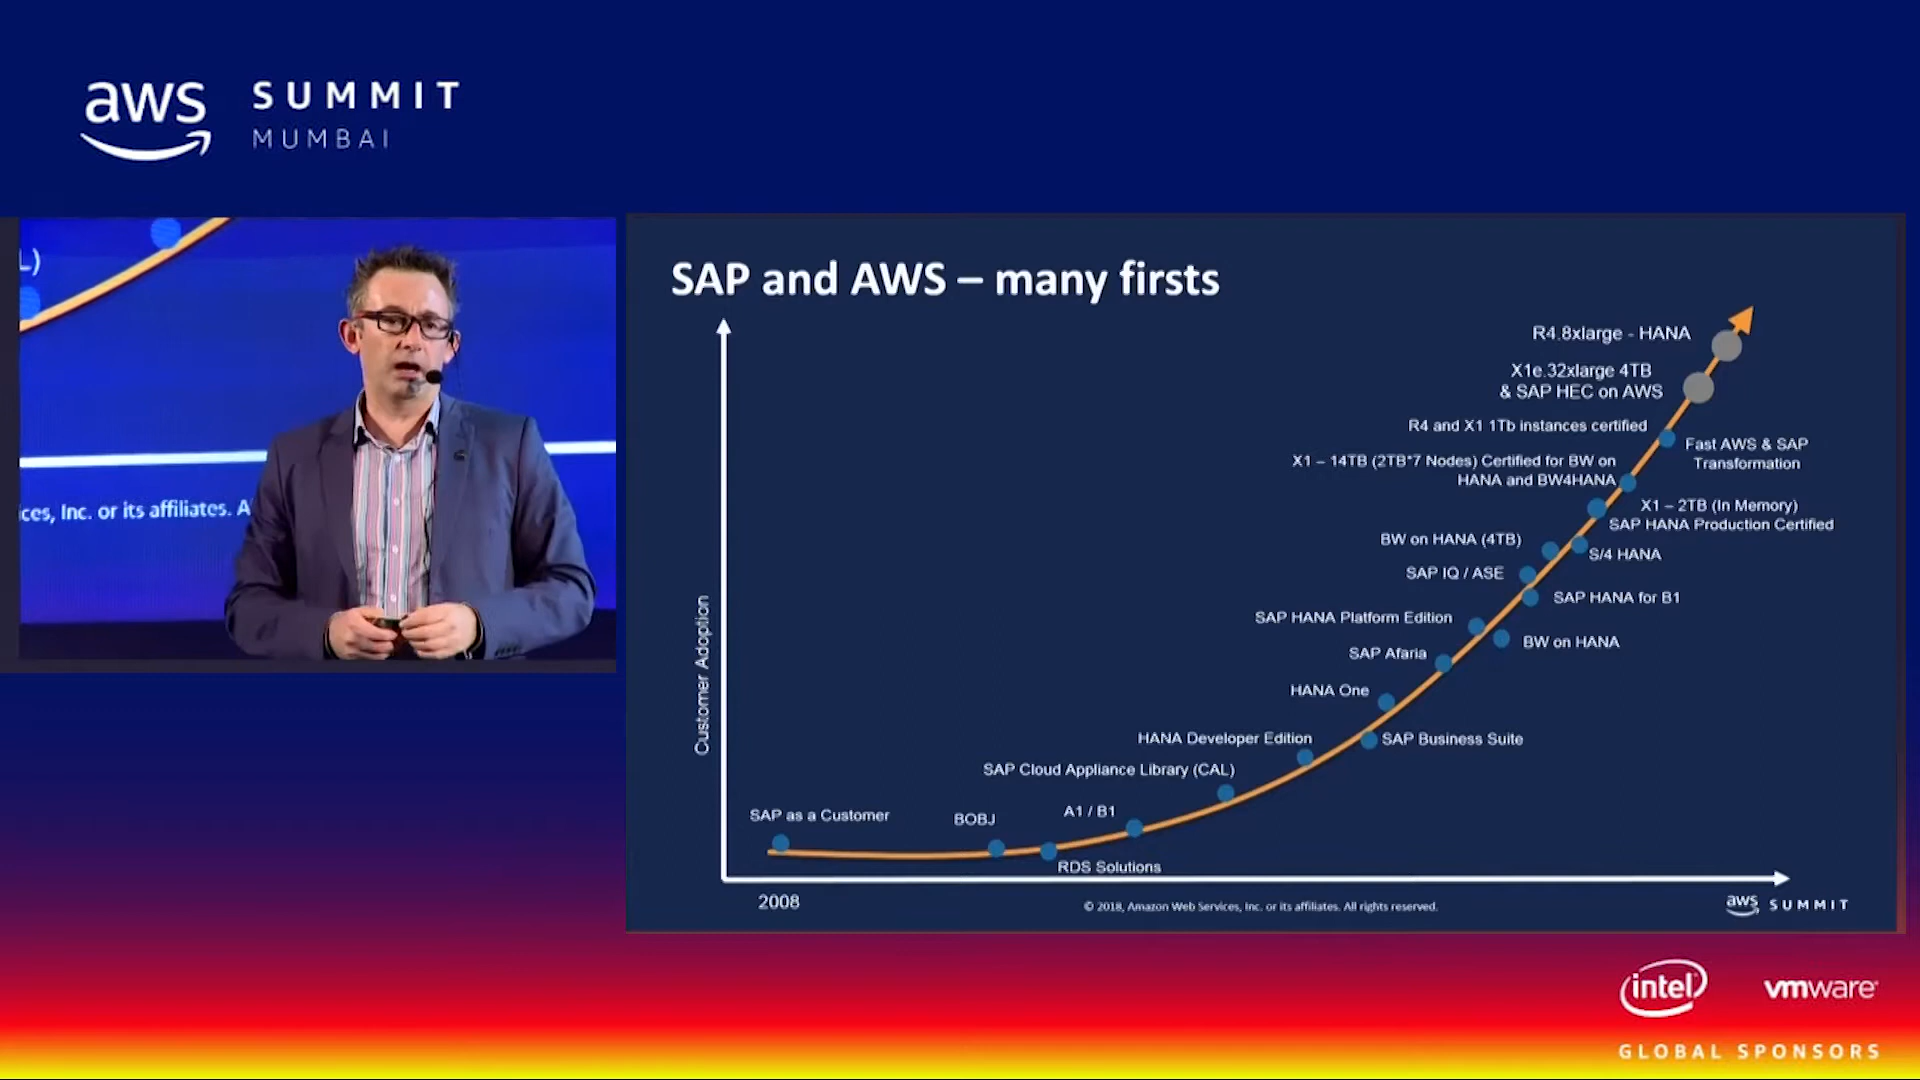 aws
SUMMIT
MUMBAI
L)
ces, Inc. or its affiliates. A
SAP and AWS – many firsts
R4.8xlarge - HANA
X1e.32xlarge 4TB
& SAP HEC on AWS
R4 and X1 1Tb instances certified
Fast AWS & SAP
Transformation
X1 – 14TB (2TB*7 Nodes) Certified for BW on
HANA and BW4HANA
X1 – 2TB (In Memory)
SAP HANA Production Certified
BW on HANA (4TB)
S/4 HANA
SAP IQ / ASE
SAP HANA for B1
SAP HANA Platform Edition
BW on HANA
SAP Afaria
HANA One
HANA Developer Edition
SAP Business Suite
SAP Cloud Appliance Library (CAL)
A1 / B1
BOBJ
SAP as a Customer
RDS Solutions
Customer Adoption
2008
© 2018, Amazon Web Services, Inc. or its affiliates. All rights reserved.
aws SUMMIT
intel
vmware
GLOBAL SPONSORS